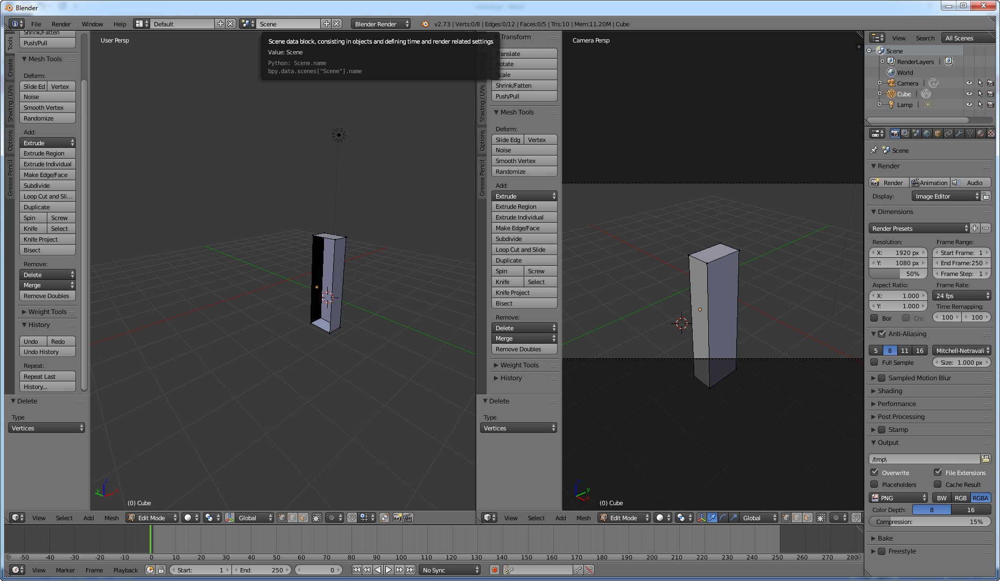 Blender
File Render Window Help Default Scene Blender Render v2.73 | Verts:0/8 | Edges:0/12 | Faces:0/5 | Tris:10 | Mem:11.20M | Cube
Scene data block, consisting in objects and defining time and render related settings
Value: Scene
Python: Scene.name
bpy.data.scenes["Scene"].name
Tools
Create
Shading / UVs
Options
Grease Pencil
Shrink/Fatten
Push/Pull
Mesh Tools
Deform:
Slide Ed Vertex
Noise
Smooth Vertex
Randomize
Add:
Extrude
Extrude Region
Extrude Individual
Make Edge/Face
Subdivide
Loop Cut and Sli...
Duplicate
Spin Screw
Knife Select
Knife Project
Bisect
Remove:
Delete
Merge
Remove Doubles
Weight Tools
History
Undo Redo
Undo History
Repeat:
Repeat Last
History...
Delete
Type
Vertices
User Persp
z
y
x
(0) Cube
View Select Add Mesh Edit Mode Global
Shading / UVs
Options
Grease Pencil
Transform
Translate
Rotate
Scale
Shrink/Fatten
Push/Pull
Mesh Tools
Deform:
Slide Edg Vertex
Noise
Smooth Vertex
Randomize
Add:
Extrude
Extrude Region
Extrude Individual
Make Edge/Face
Subdivide
Loop Cut and Slide
Duplicate
Spin Screw
Knife Select
Knife Project
Bisect
Remove:
Delete
Merge
Remove Doubles
Weight Tools
History
Delete
Type
Vertices
Camera Persp
z
y
x
(0) Cube
View Select Add Mesh Edit Mode Global
View Search All Scenes
Scene
RenderLayers
World
Camera
Cube
Lamp
Scene
Render
Render Animation Audio
Display: Image Editor
Dimensions
Render Presets
Resolution: Frame Range:
X: 1920 px Start Frame: 1
Y: 1080 px End Frame:250
50% Frame Step: 1
Aspect Ratio: Frame Rate:
X: 1.000 24 fps
Y: 1.000 Time Remapping:
Bor Cro 100 100
Anti-Aliasing
5 8 11 16 Mitchell-Netravali
Full Sample Size: 1.000 px
Sampled Motion Blur
Shading
Performance
Post Processing
Stamp
Output
/tmp\
Overwrite File Extensions
Placeholders Cache Result
PNG BW RGB RGBA
Color Depth: 8 16
Compression: 15%
Bake
Freestyle
-50 -40 -30 -20 -10 0 10 20 30 40 50 60 70 80 90 100 110 120 130 140 150 160 170 180 190 200 210 220 230 240 250 260 270 280
View Marker Frame Playback Start: 1 End: 250 0 No Sync